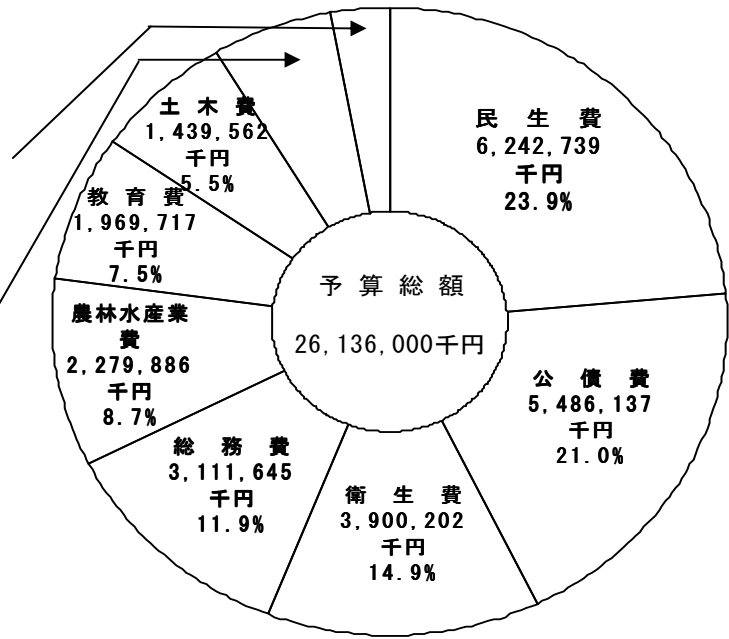 民 生 費
6,242,739
千円
23.9%
公 債 費
5,486,137
千円
21.0%
衛 生 費
3,900,202
千円
14.9%
総 務 費
3,111,645
千円
11.9%
農林水産業
費
2,279,886
千円
8.7%
教 育 費
1,969,717
千円
7.5%
土 木 費
1,439,562
千円
5.5%
予 算 総 額
26,136,000千円